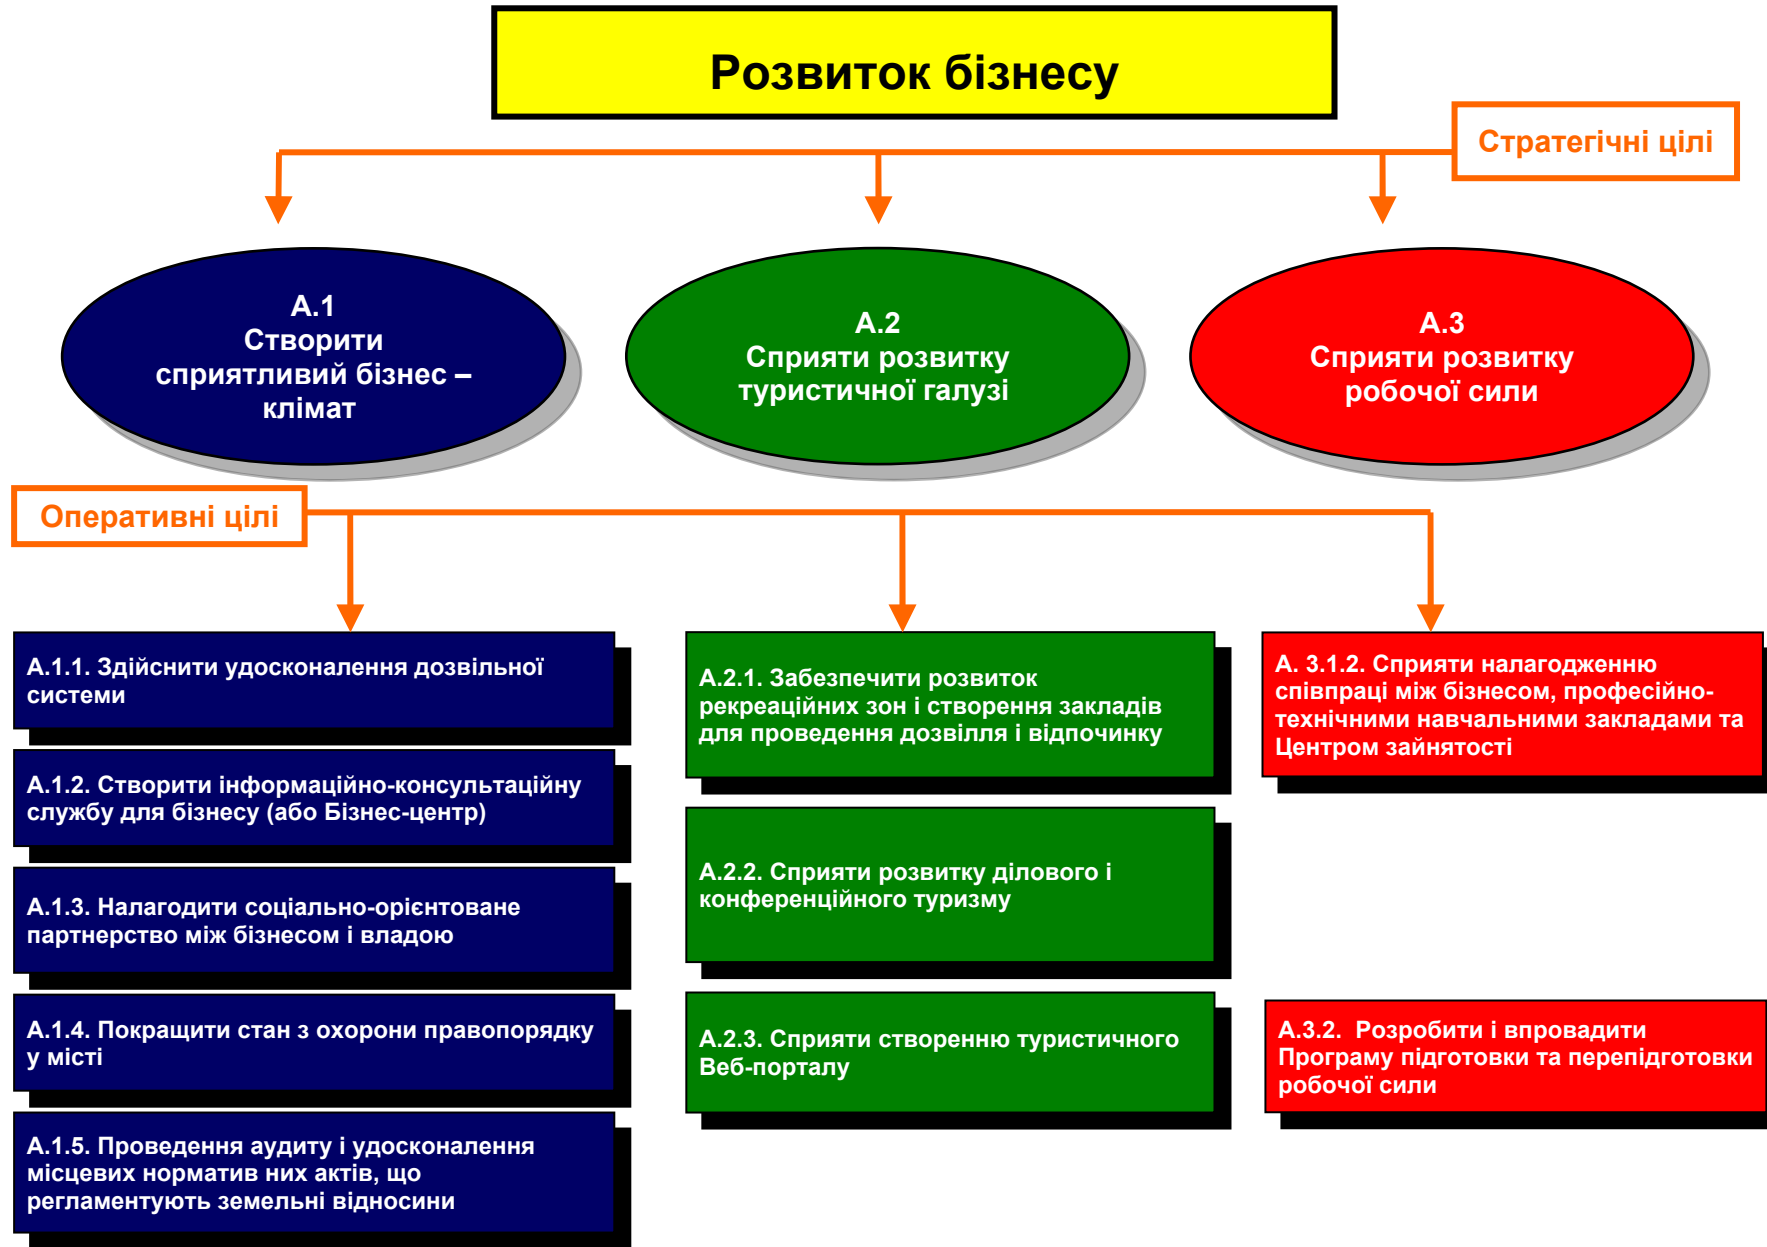 Розвиток бізнесу
Стратегічні цілі
А.1
Створити
сприятливий бізнес –
клімат
А.2
Сприяти розвитку
туристичної галузі
А.3
Сприяти розвитку
робочої сили
Оперативні цілі
А.1.1. Здійснити удосконалення дозвільної
системи
А.1.2. Створити інформаційно-консультаційну
службу для бізнесу (або Бізнес-центр)
А.1.3. Налагодити соціально-орієнтоване
партнерство між бізнесом і владою
А.1.4. Покращити стан з охорони правопорядку
у місті
А.1.5. Проведення аудиту і удосконалення
місцевих норматив них актів, що
регламентують земельні відносини
А.2.1. Забезпечити розвиток
рекреаційних зон і створення закладів
для проведення дозвілля і відпочинку
А.2.2. Сприяти розвитку ділового і
конференційного туризму
А.2.3. Сприяти створенню туристичного
Веб-порталу
А. 3.1.2. Сприяти налагодженню
співпраці між бізнесом, професійно-
технічними навчальними закладами та
Центром зайнятості
А.3.2.  Розробити і впровадити
Програму підготовки та перепідготовки
робочої сили